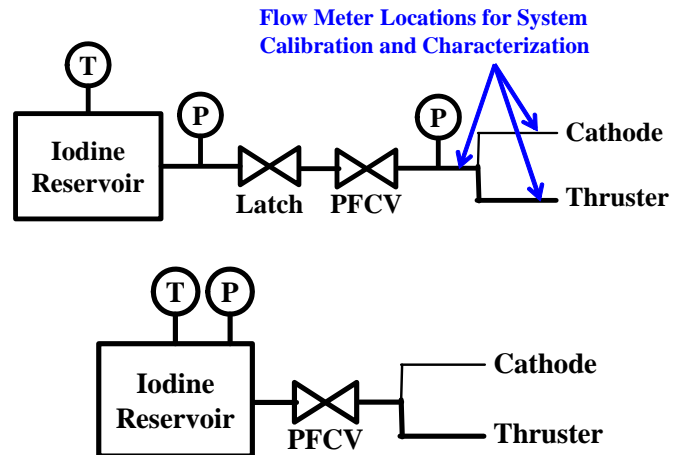 Flow Meter Locations for System
Calibration and Characterization
T
P
P
Iodine
Reservoir
Latch
PFCV
Cathode
Thruster
T
P
Iodine
Reservoir
PFCV
Cathode
Thruster